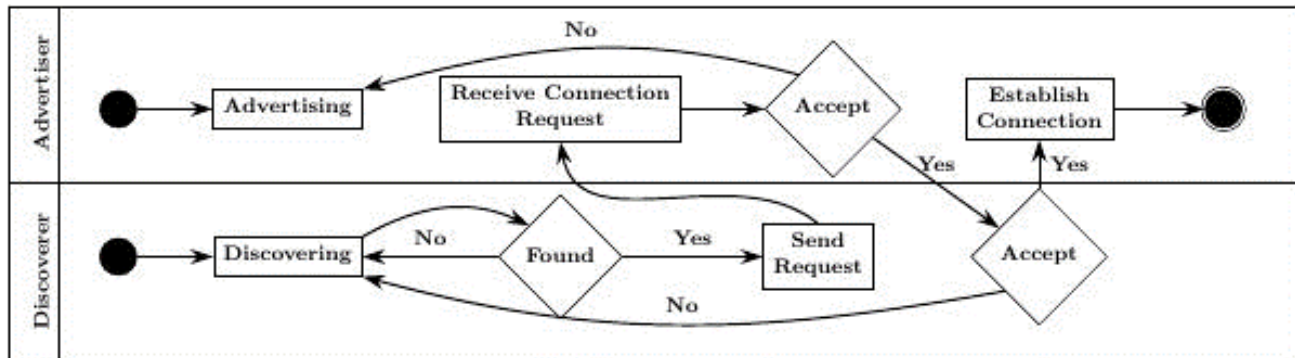 Advertiser
No
Advertising
Receive Connection
Request
Accept
Establish
Connection
Yes
Yes
Discoverer
Discovering
No
Found
Yes
Send
Request
Accept
No